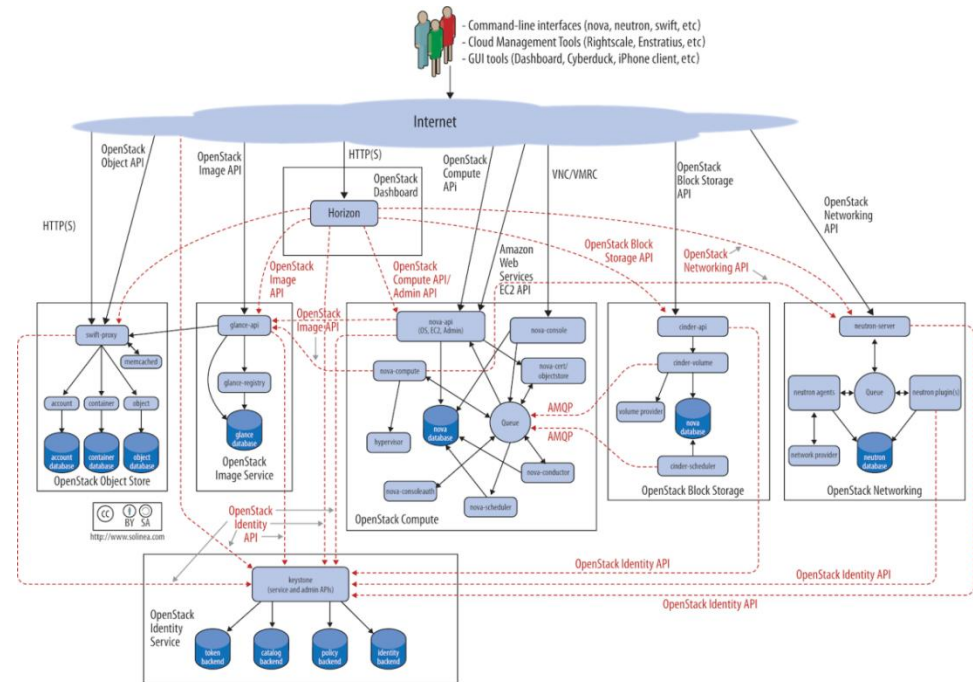 - Command-line interfaces (nova, neutron, swift, etc)
- Cloud Management Tools (Rightscale, Enstratius, etc)
- GUI tools (Dashboard, Cyberduck, iPhone client, etc)
Internet
OpenStack
Object API
OpenStack
Image API
HTTP(S)
OpenStack
Dashboard
Horizon
OpenStack
Compute
APi
VNC/VMRC
OpenStack
Block Storage
API
OpenStack
Networking
API
HTTP(S)
OpenStack
Image
API
OpenStack
Compute API/
Admin API
Amazon
Web
Services
EC2 API
OpenStack Block
Storage API
OpenStack
Networking API
OpenStack
Image API
swift-proxy
memcached
account
container
object
account
database
container
database
object
database
OpenStack Object Store
glance-api
glance-registry
glance
database
OpenStack
Image Service
nova-api
(OS, EC2, Admin)
nova-console
nova-compute
nova-cert/
objectstore
hypervisor
nova
database
Queue
nova-conductor
nova-consoleauth
nova-scheduler
OpenStack Compute
AMQP
AMQP
cinder-api
cinder-volume
volume provider
nova
database
cinder-scheduler
OpenStack Block Storage
neutron-server
neutron agents
Queue
neutron plugin(s)
network provider
neutron
database
OpenStack Networking
cc
BY SA
http://www.solinea.com
OpenStack
Identity
API
OpenStack Identity API
OpenStack Identity API
OpenStack Identity API
keystone
(service and admin APIs)
OpenStack
Identity
Service
token
backend
catalog
backend
policy
backend
identity
backend